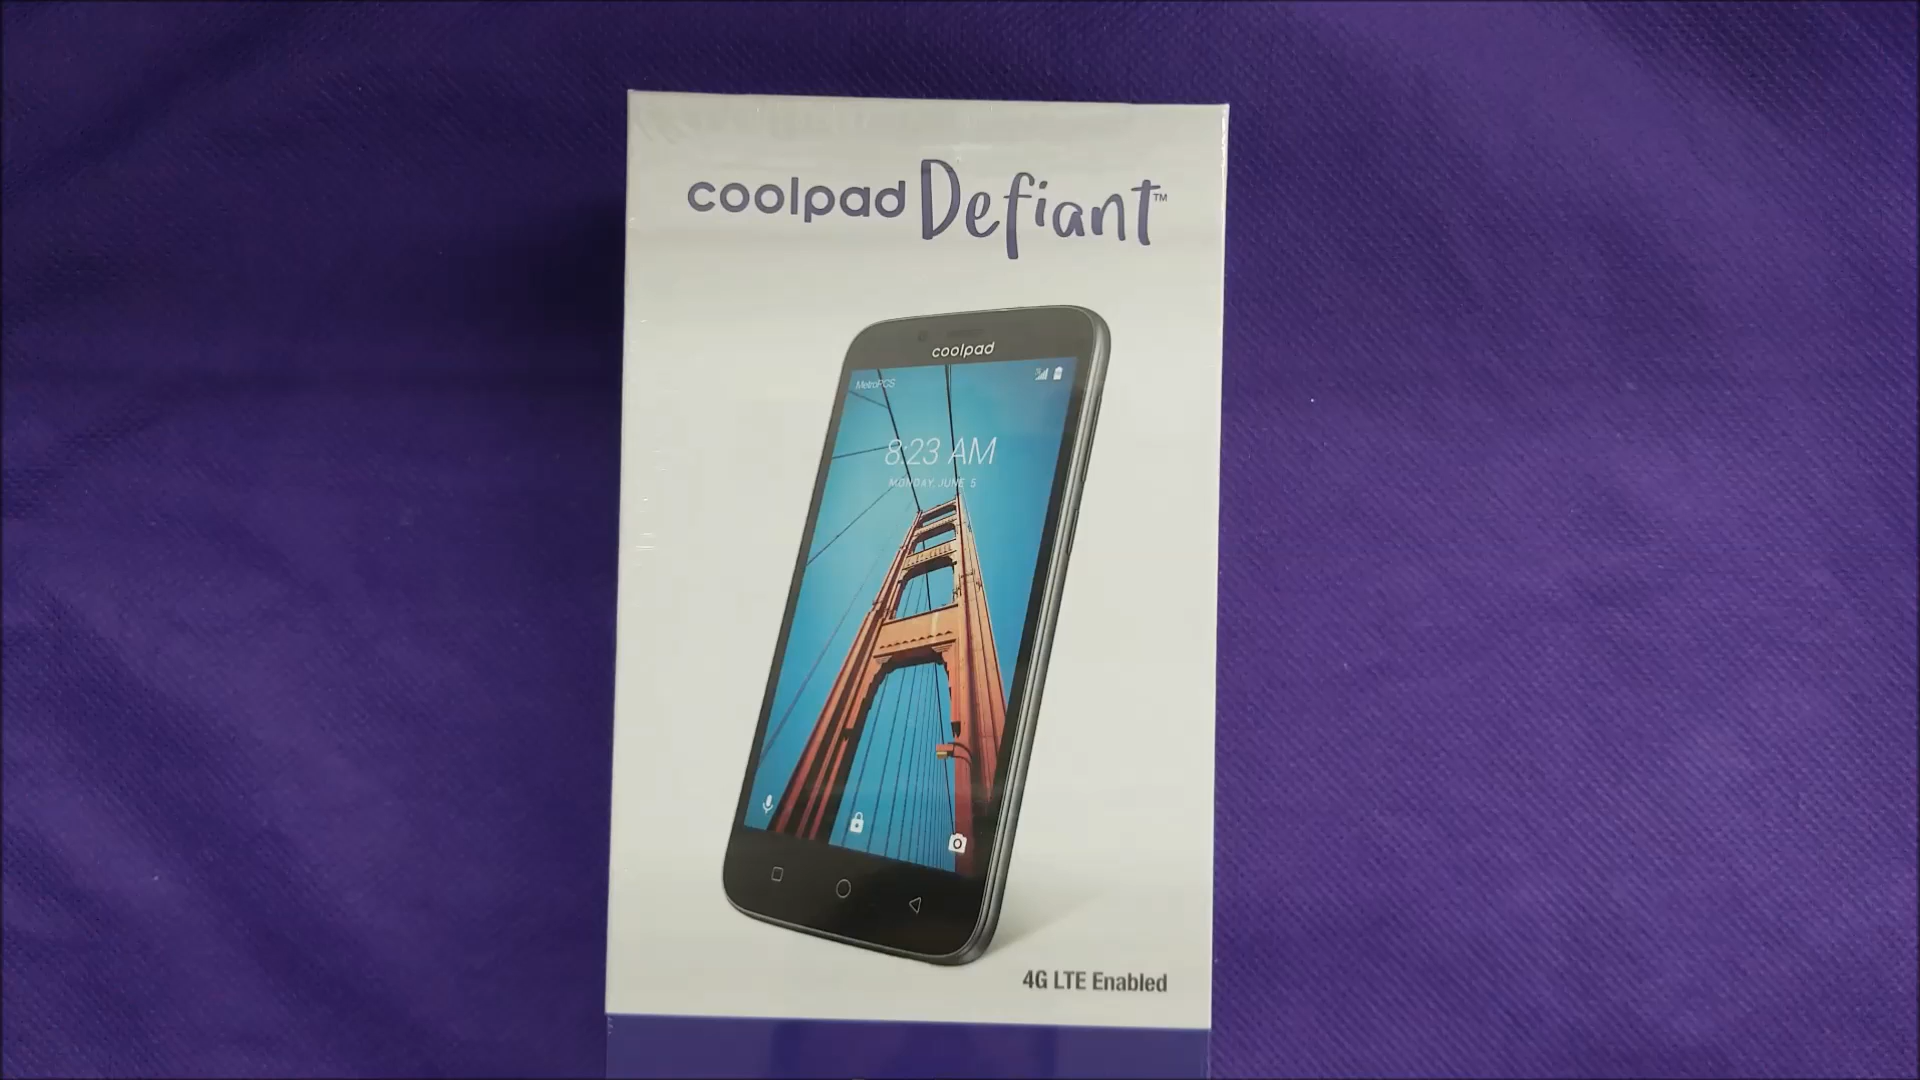 coolpad Defiant™
coolpad
MetroPCS
8:23 AM
MONDAY, JUNE 5
4G LTE Enabled